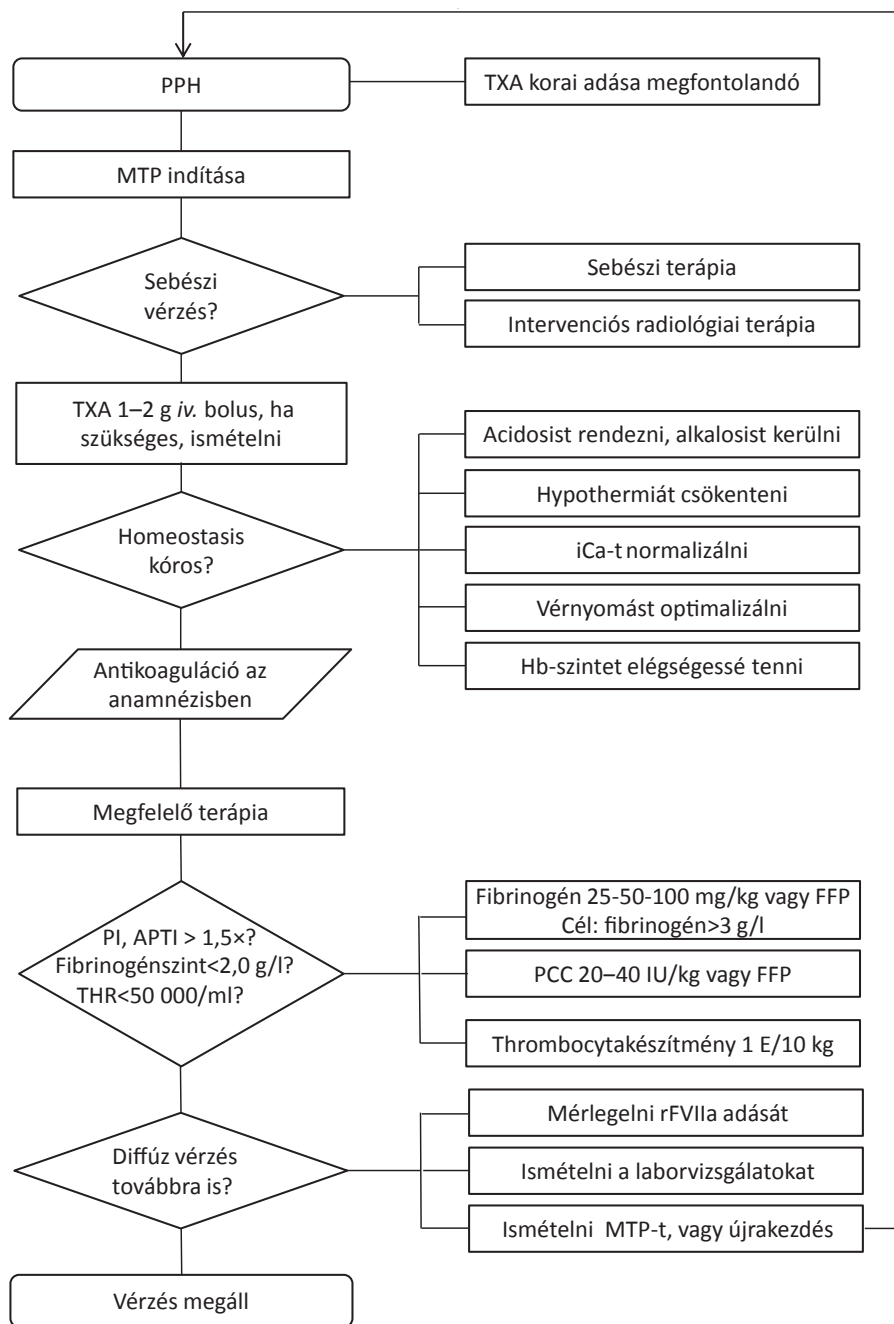 PPH
TXA korai adása megfontolandó
MTP indítása
Sebészi
vérzés?
Sebészi terápia
Intervenciós radiológiai terápia
TXA 1–2 g iv. bolus, ha
szükséges, ismételni
Homeostasis
kóros?
Acidosist rendezni, alkalosist kerülni
Hypothermiát csökkenteni
iCa-t normalizálni
Vérnyomást optimalizálni
Hb-szintet elégségessé tenni
Antikoaguláció az
anamnézisben
Megfelelő terápia
PI, APTI > 1,5×?
Fibrinogénszint<2,0 g/l?
THR<50 000/ml?
Fibrinogén 25-50-100 mg/kg vagy FFP
Cél: fibrinogén>3 g/l
PCC 20–40 IU/kg vagy FFP
Thrombocytakészítmény 1 E/10 kg
Diffúz vérzés
továbbra is?
Mérlegelni rFVIIa adását
Ismételni a laborvizsgálatokat
Ismételni MTP-t, vagy újrakezdés
Vérzés megáll